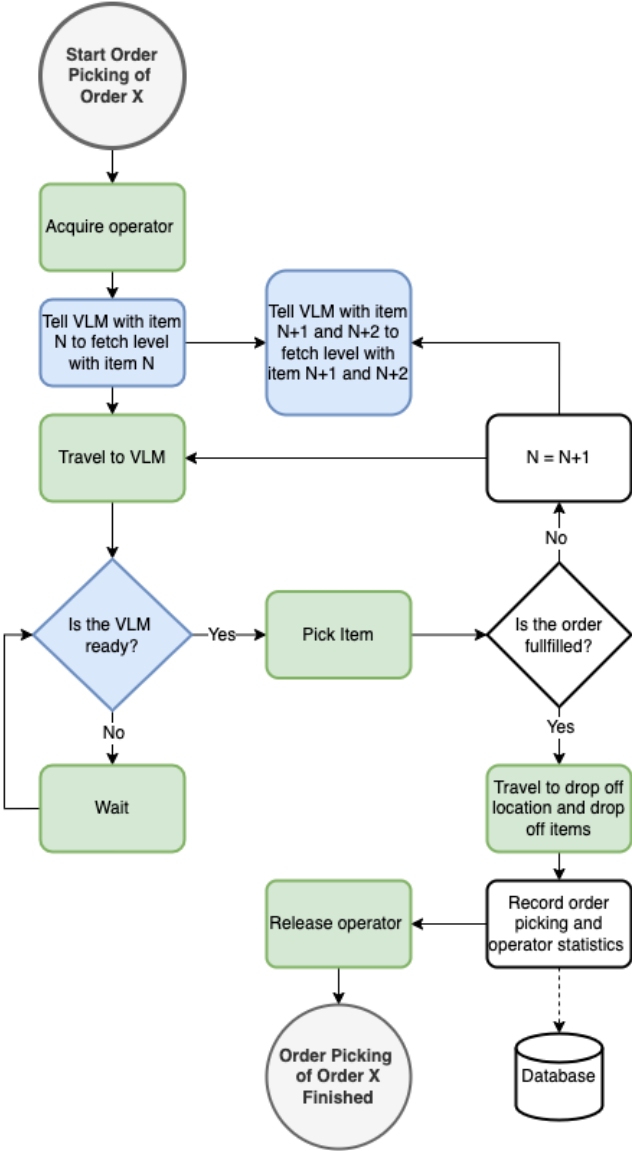 Start Order
Picking of
Order X
Acquire operator
Tell VLM with item
N to fetch level
with item N
Tell VLM with item
N+1 and N+2 to
fetch level with
item N+1 and N+2
Travel to VLM
N = N+1
No
Is the VLM
ready?
Yes
Pick Item
Is the order
fullfilled?
No
Yes
Wait
Travel to drop off
location and drop
off items
Release operator
Record order
picking and
operator statistics
Order Picking
of Order X
Finished
Database